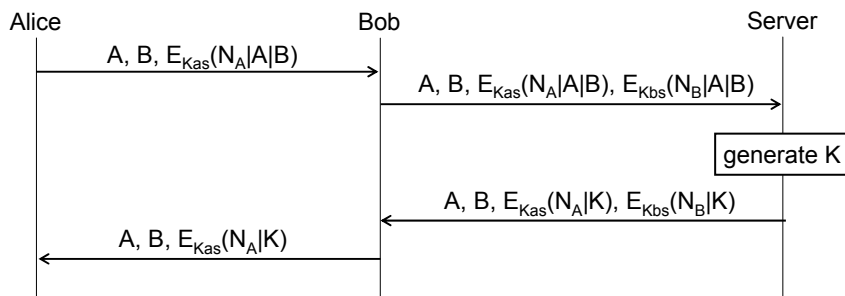 Alice Bob Server
A, B, E_Kas(N_A|A|B)
A, B, E_Kas(N_A|A|B), E_Kbs(N_B|A|B)
generate K
A, B, E_Kas(N_A|K), E_Kbs(N_B|K)
A, B, E_Kas(N_A|K)